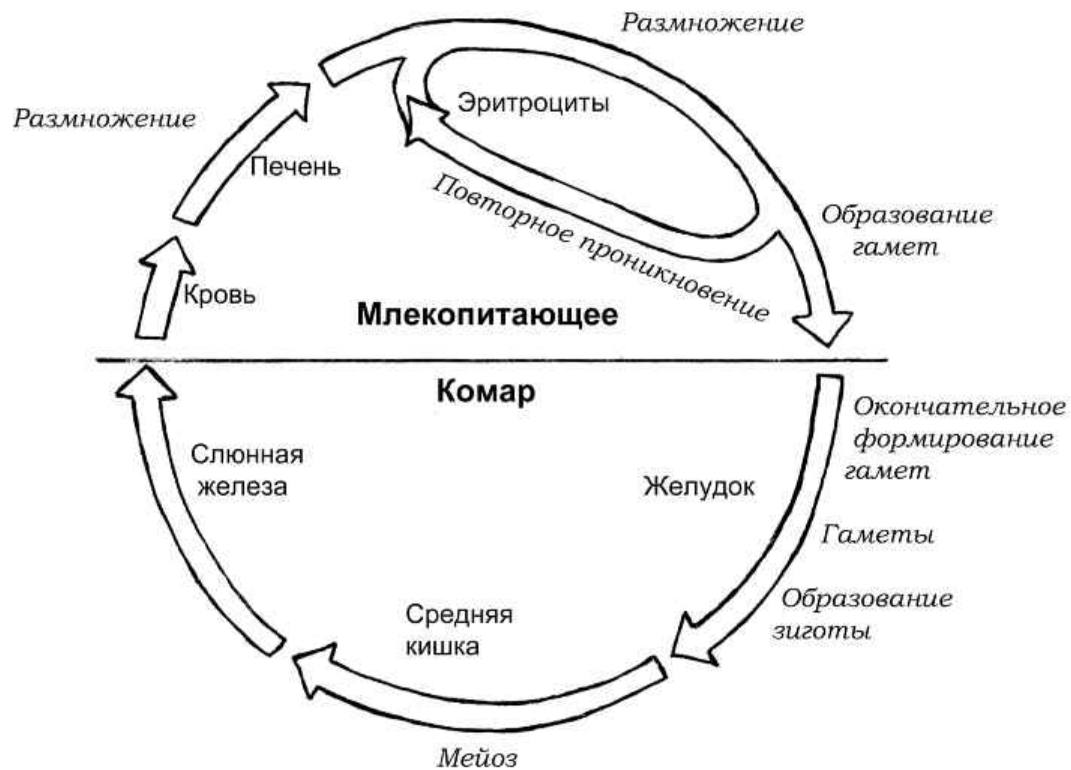 Размножение
Эритроциты
Размножение
Печень
Повторное проникновение
Образование
гамет
Кровь
Млекопитающее
Комар
Окончательное
формирование
гамет
Слюнная
железа
Желудок
Гаметы
Образование
зиготы
Средняя
кишка
Мейоз